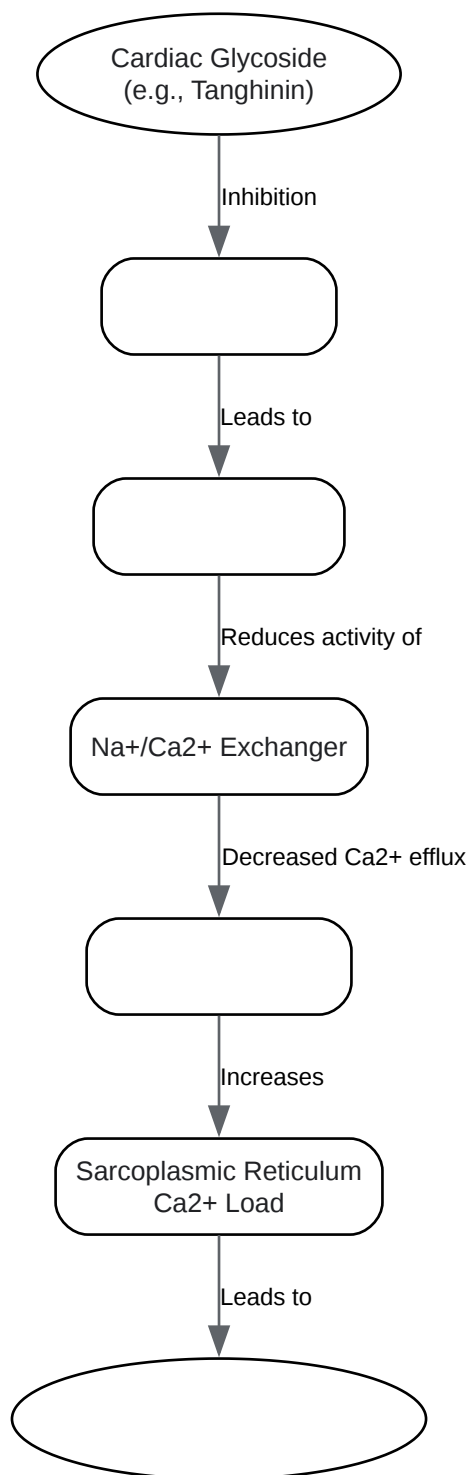 Cardiac Glycoside
(e.g., Tanghinin)
Inhibition
Leads to
Reduces activity of
Na+/Ca2+ Exchanger
Decreased Ca2+ efflux
Increases
Sarcoplasmic Reticulum
Ca2+ Load
Leads to